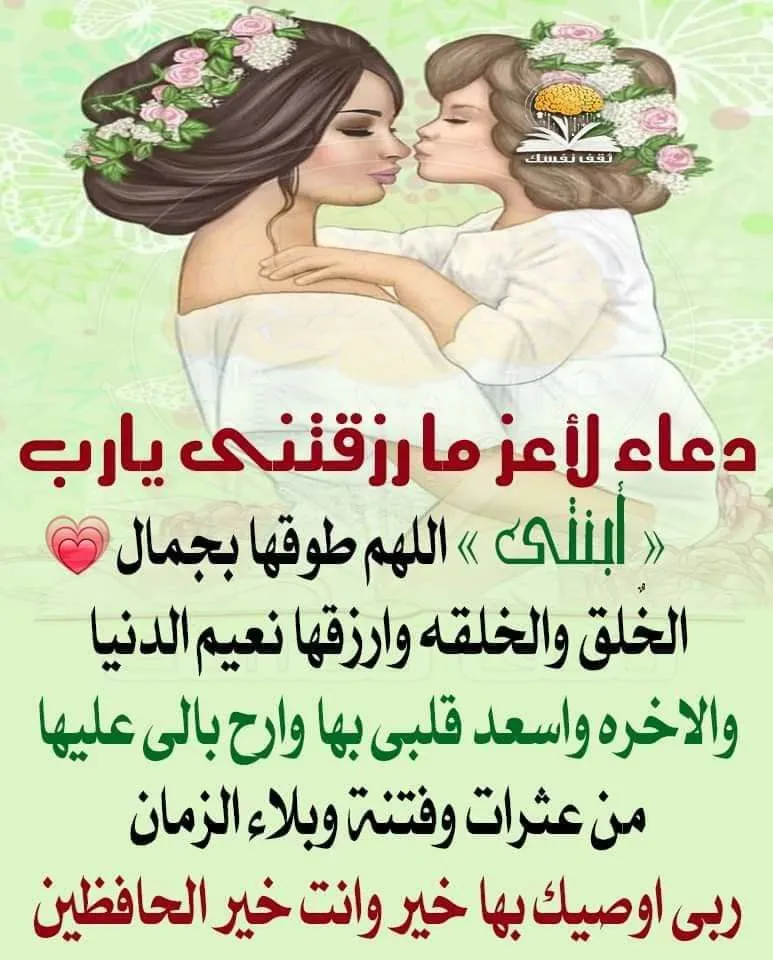 ثقف نفسك
دعاء لأعز ما رزقتنى يارب
« أبنتى » اللهم طوقها بجمال
الخُلق والخلقه وارزقها نعيم الدنيا
والاخره واسعد قلبى بها وارح بالى عليها
من عثرات وفتنة وبلاء الزمان
ربى اوصيك بها خير وانت خير الحافظين